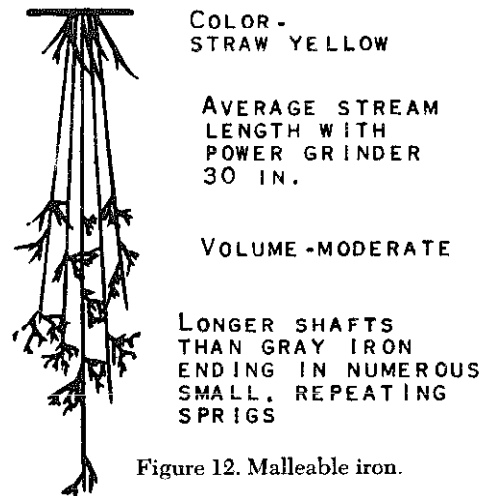 COLOR-
STRAW YELLOW
AVERAGE STREAM
LENGTH WITH
POWER GRINDER
30 IN.
VOLUME-MODERATE
LONGER SHAFTS
THAN GRAY IRON
ENDING IN NUMEROUS
SMALL, REPEATING
SPRIGS
Figure 12. Malleable iron.